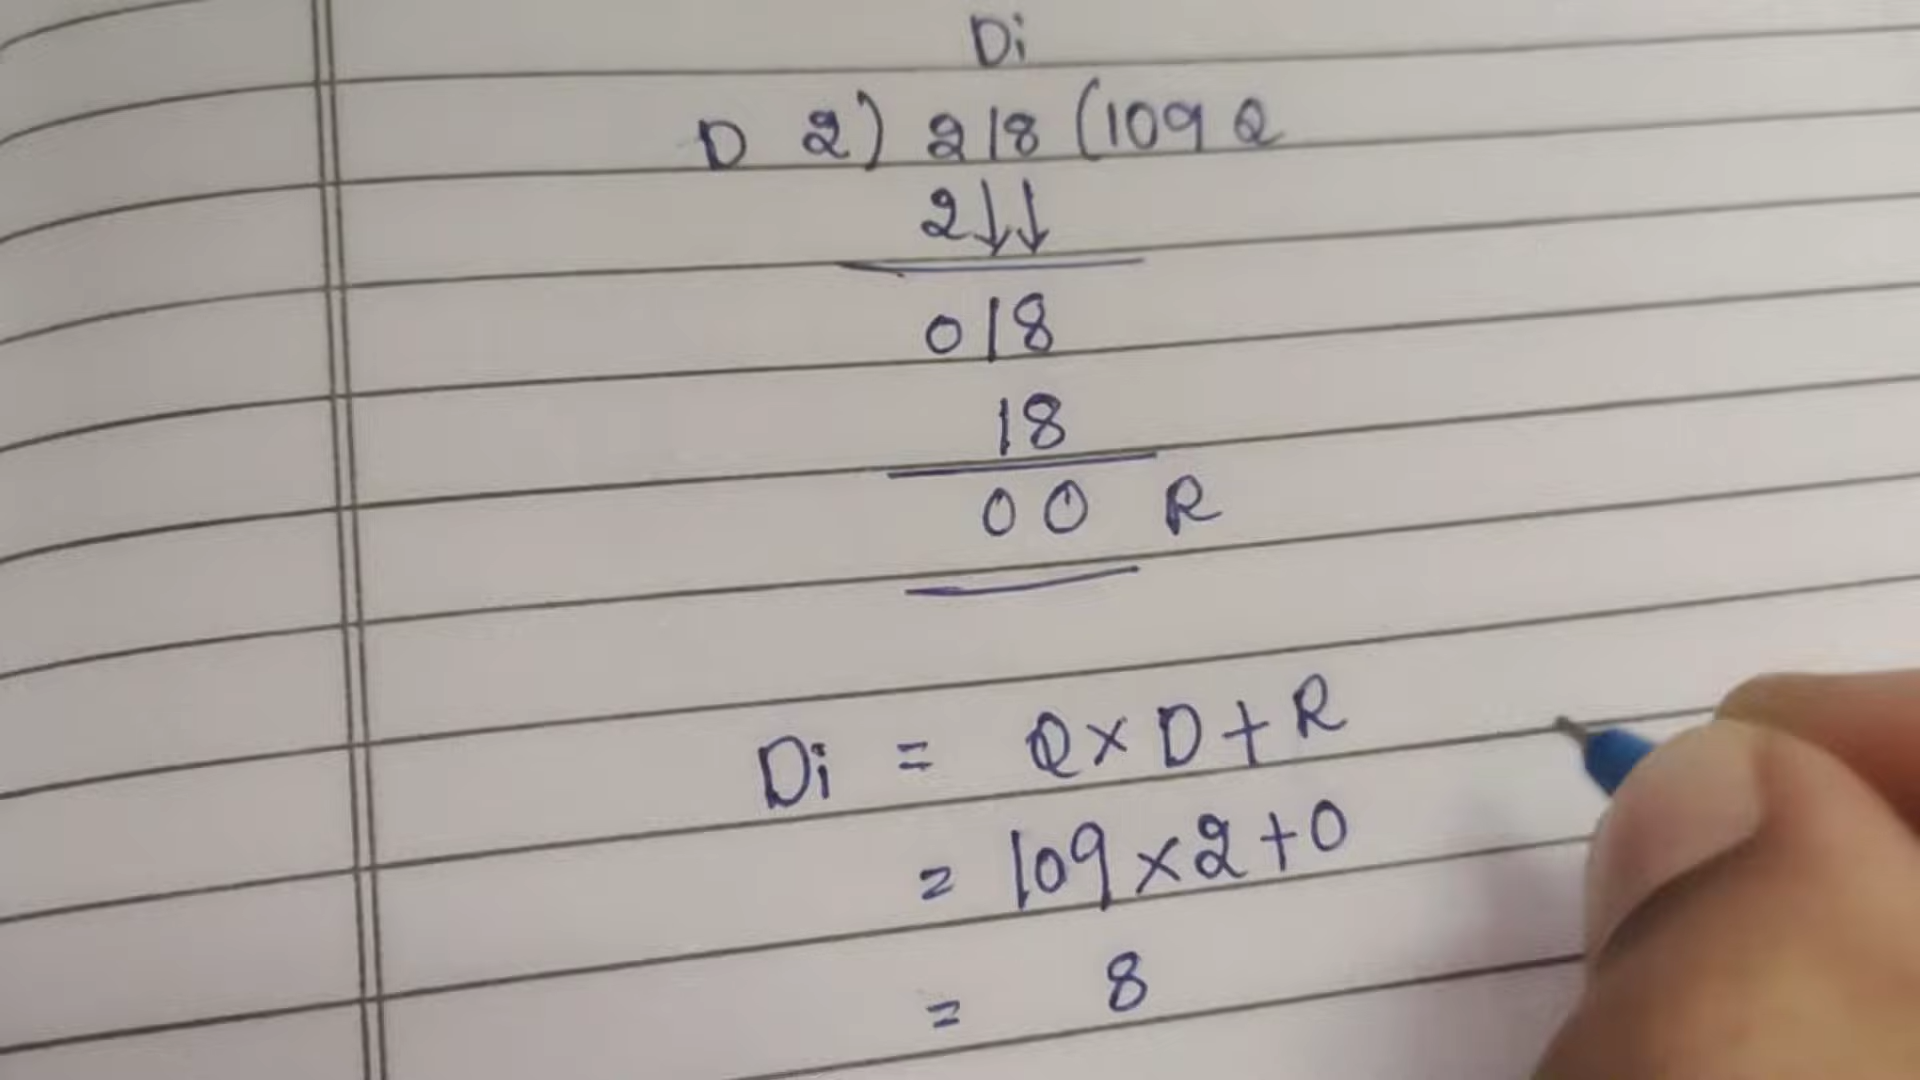 Di
D 2) 218 (109 Q
2↓↓
018
18
00 R
Di = Q × D + R
= 109 × 2 + 0
= 8